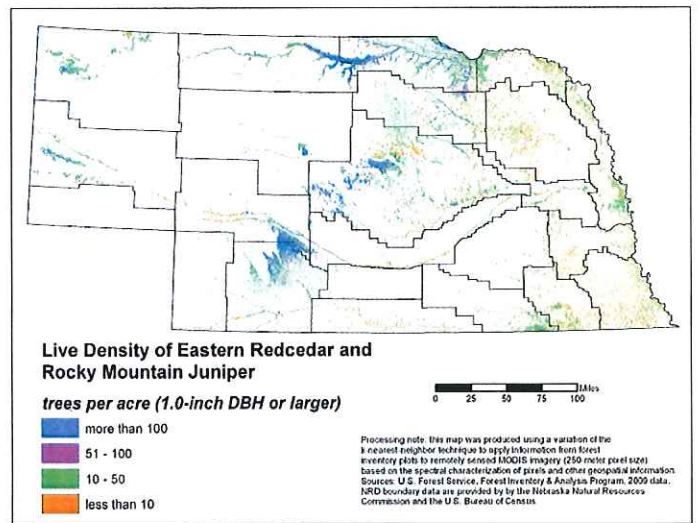 Live Density of Eastern Redcedar and
Rocky Mountain Juniper
trees per acre (1.0-inch DBH or larger)
more than 100
51 - 100
10 - 50
less than 10
Miles
0 25 50 75 100
Processing note: this map was produced using a variation of the
k-nearest-neighbor technique to apply information from forest
inventory plots to remotely sensed MODIS imagery (250-meter pixel size)
based on the spectral characterization of pixels and other geospatial information.
Sources: U.S. Forest Service, Forest Inventory & Analysis Program, 2009 data.
NRD boundary data are provided by by the Nebraska Natural Resources
Commission and the U.S. Bureau of Census